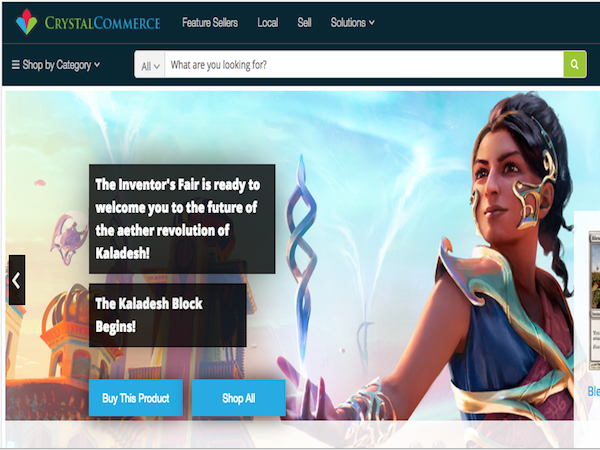 CRYSTALCOMMERCE
Feature Sellers
Local
Sell
Solutions
Shop by Category
All
What are you looking for?
The Inventor's Fair is ready to
welcome you to the future of
the aether revolution of
Kaladesh!
The Kaladesh Block
Begins!
Buy This Product
Shop All